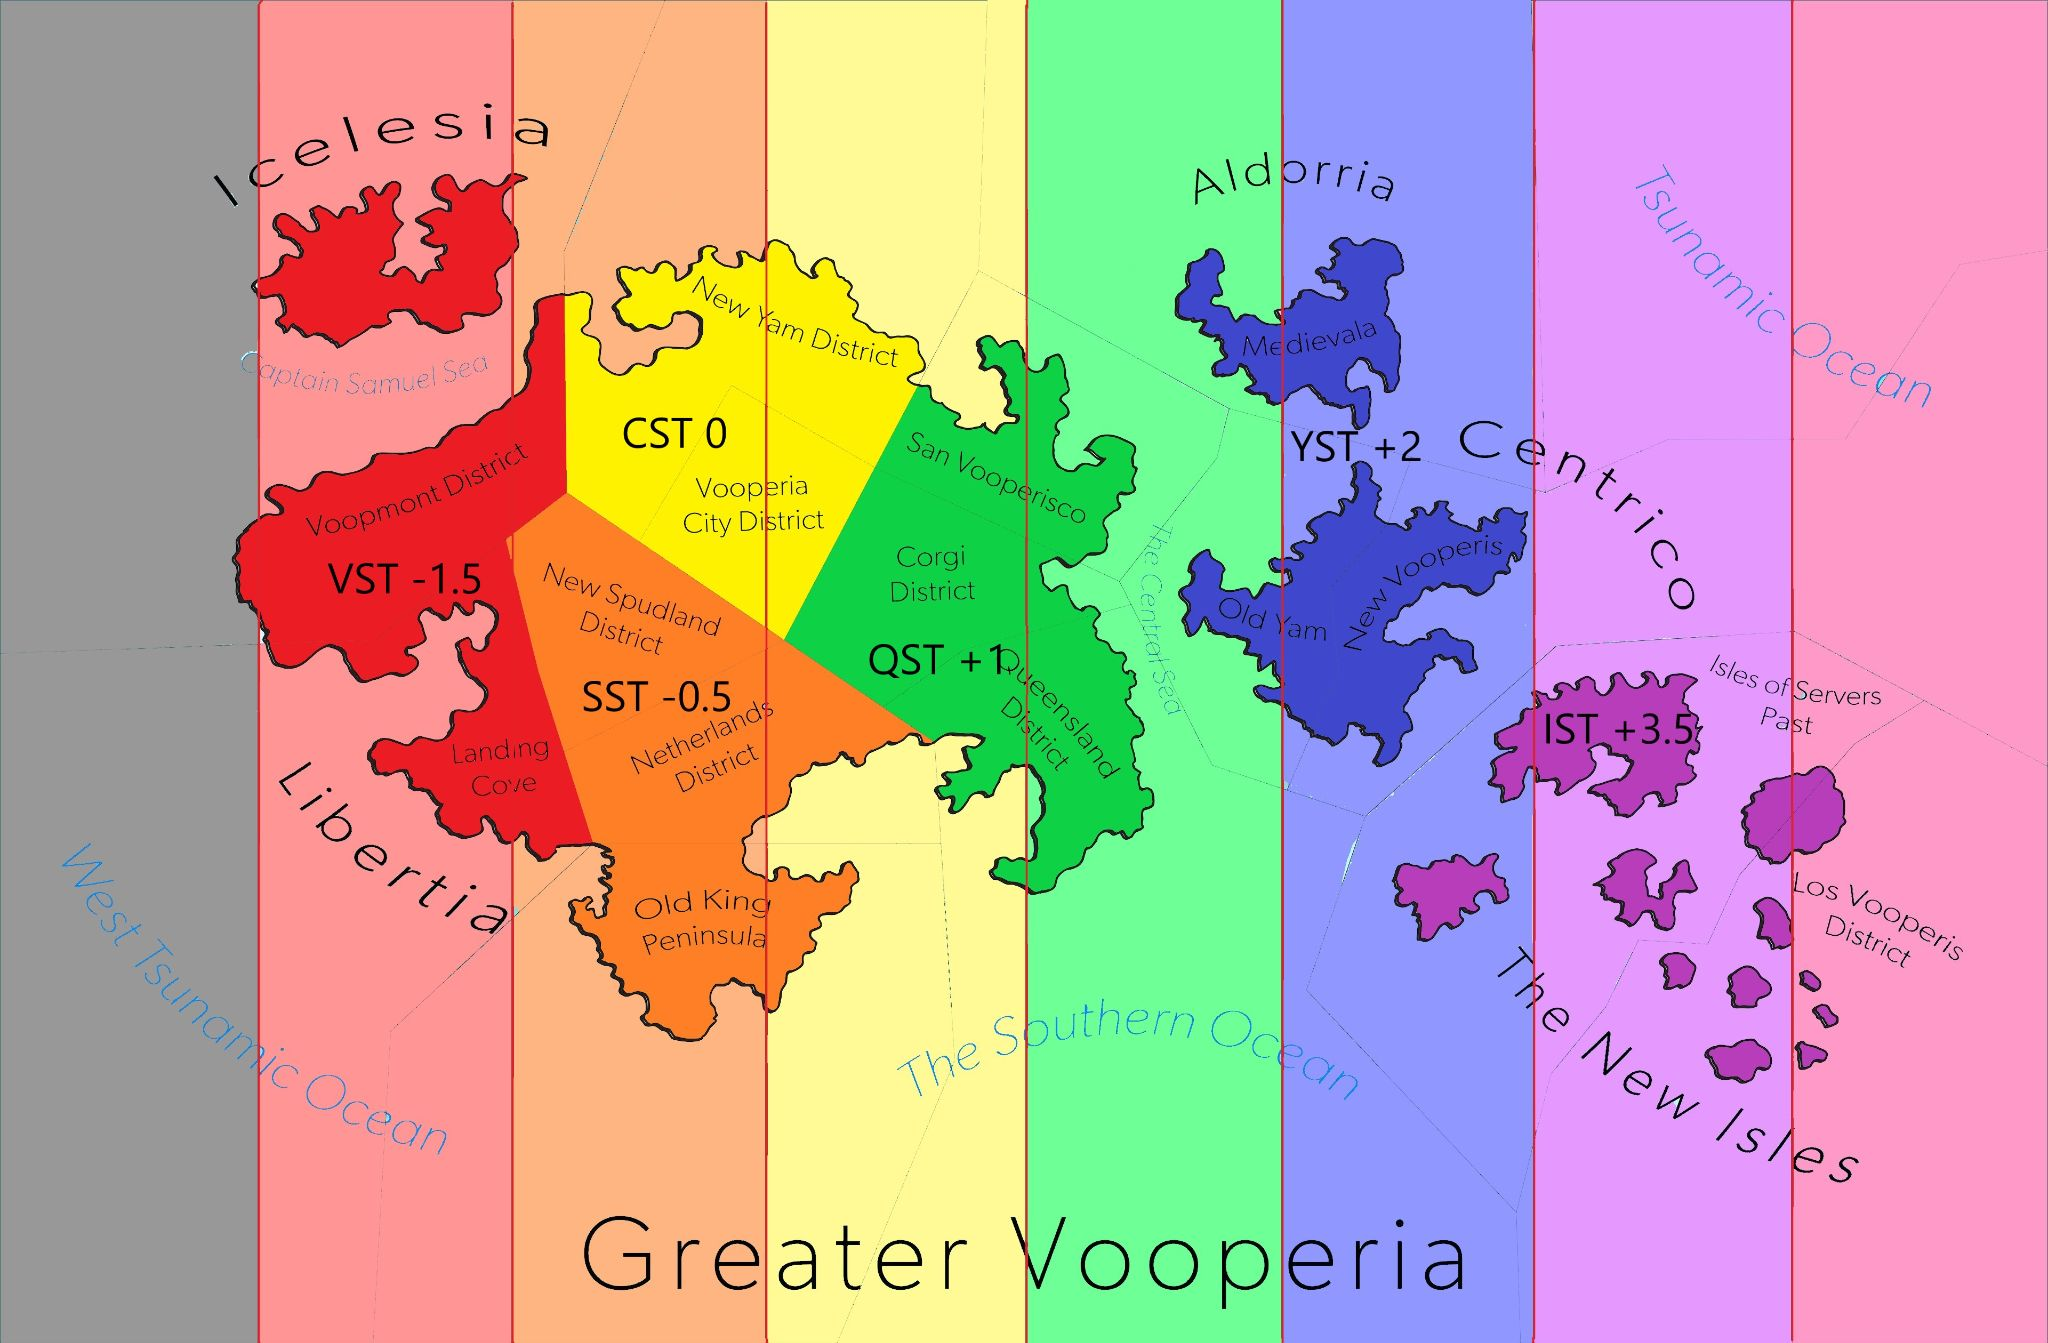 Icelesia
Aldorria
Tsunamic Ocean
New Yam District
Medievala
Captain Samuel Sea
CST 0
YST +2
Centrico
San Vooperisco
Voopmont District
Vooperia
City District
VST -1.5
New Spudland
District
Corgi
District
The Central Sea
New Vooperis
Old Yam
QST +1
Queensland
District
SST -0.5
Netherlands
District
Isles of Servers
Past
IST +3.5
Landing
Cove
Libertia
Old King
Peninsula
Los Vooperis
District
West Tsunamic Ocean
The Southern Ocean
The New Isles
Greater Vooperia